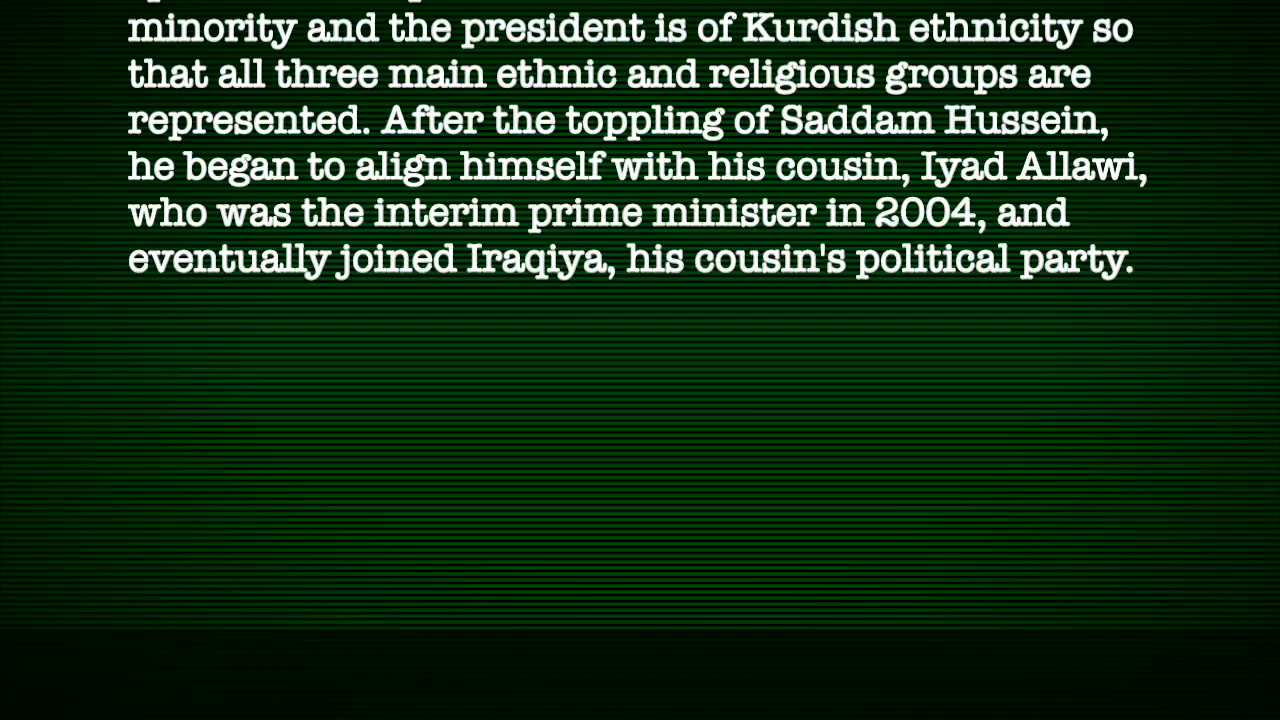 minority and the president is of Kurdish ethnicity so
that all three main ethnic and religious groups are
represented. After the toppling of Saddam Hussein,
he began to align himself with his cousin, Iyad Allawi,
who was the interim prime minister in 2004, and
eventually joined Iraqiya, his cousin's political party.